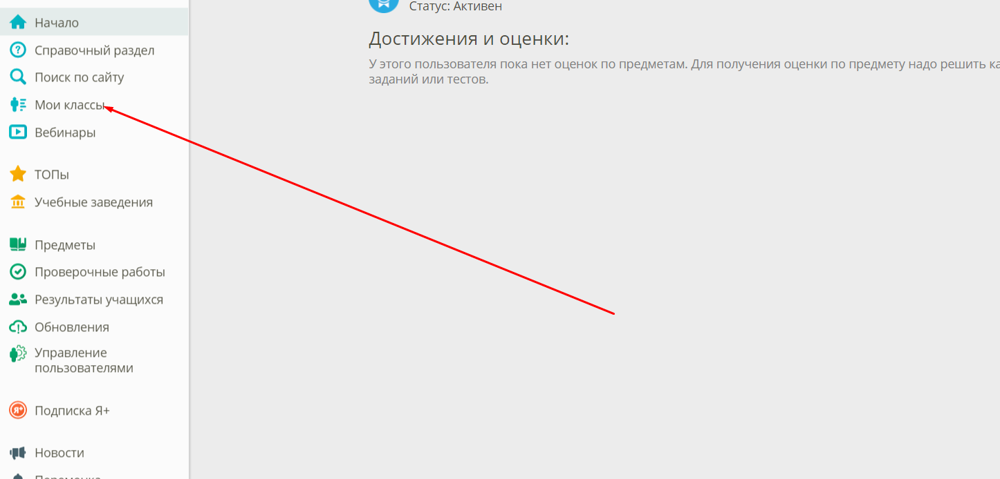 Статус: Активен
Достижения и оценки:
У этого пользователя пока нет оценок по предметам. Для получения оценки по предмету надо решить ка
заданий или тестов.
Начало
Справочный раздел
Поиск по сайту
Мои классы
Вебинары
ТОПы
Учебные заведения
Предметы
Проверочные работы
Результаты учащихся
Обновления
Управление
пользователями
Подписка Я+
Новости